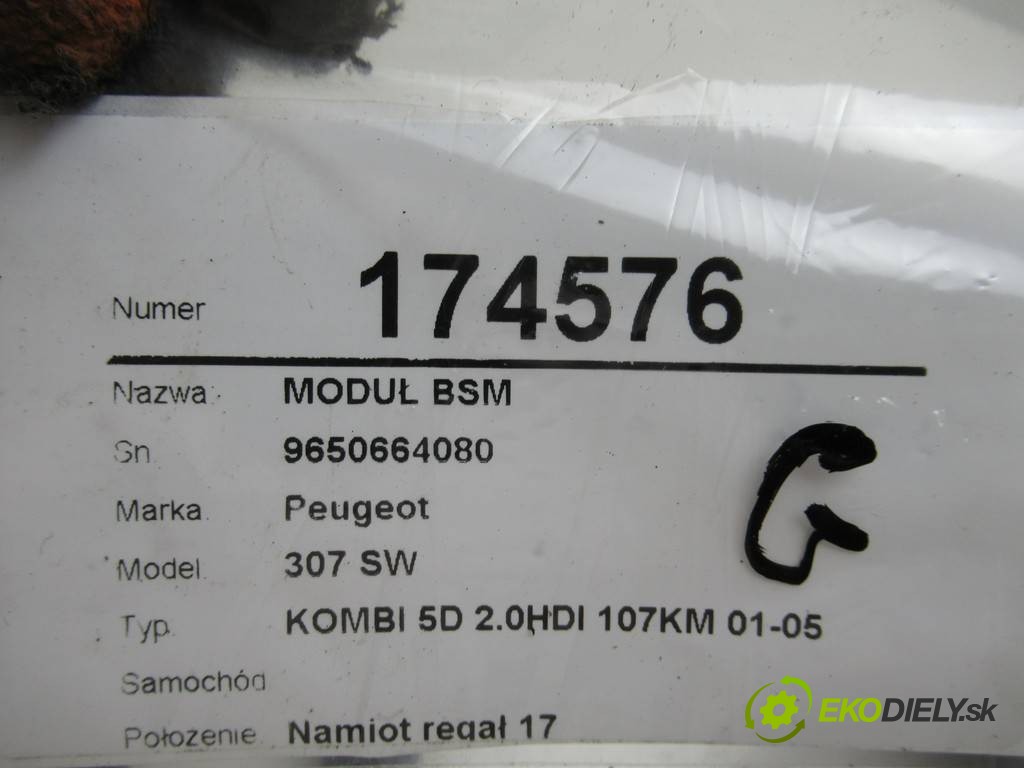 Numer 174576
Nazwa: MODUŁ BSM
Sn. 9650664080
Marka. Peugeot
Model. 307 SW
Typ. KOMBI 5D 2.0HDI 107KM 01-05
Samochód
Położenie. Namiot regał 17
G
EKODIELY.sk